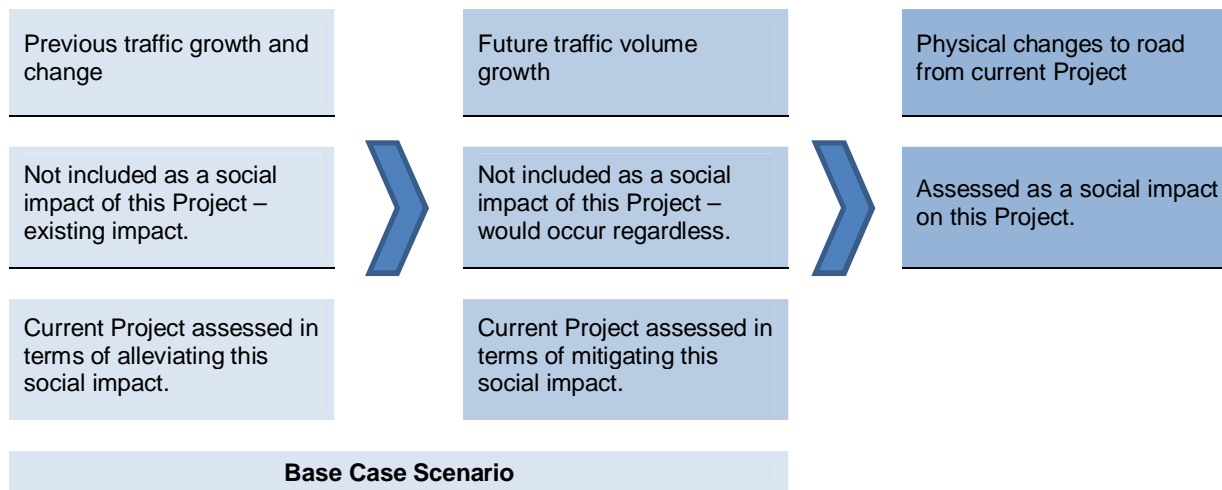 Previous traffic growth and
change
Not included as a social
impact of this Project –
existing impact.
Current Project assessed in
terms of alleviating this
social impact.
Future traffic volume
growth
Not included as a social
impact of this Project –
would occur regardless.
Current Project assessed in
terms of mitigating this
social impact.
Physical changes to road
from current Project
Assessed as a social impact
on this Project.
Base Case Scenario